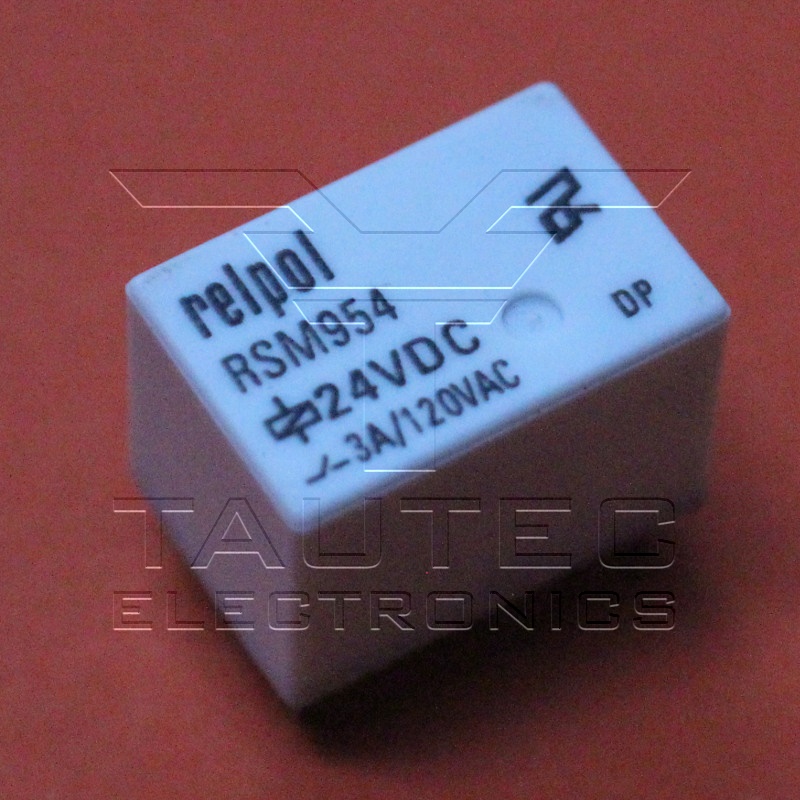 relpol
RSM954
24VDC
3A/120VAC
DP
TAUTEC
ELECTRONICS